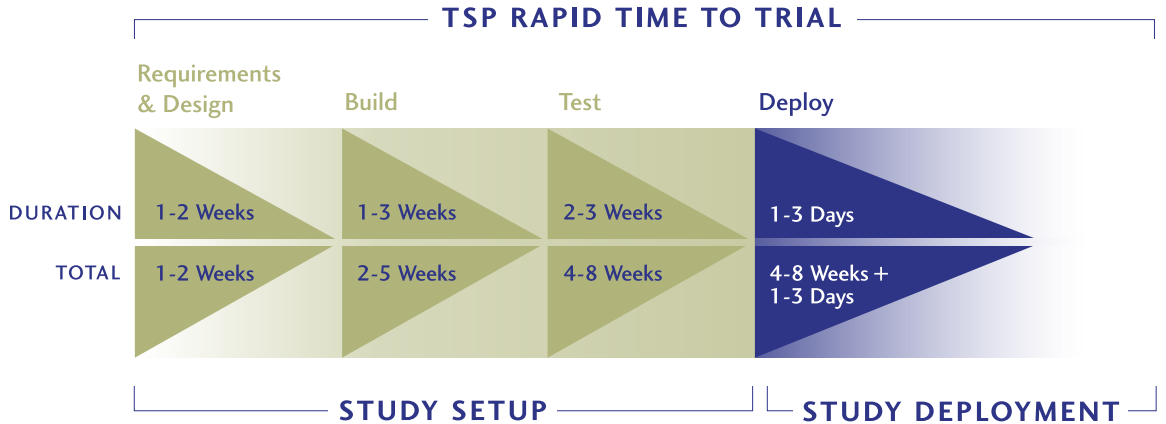 TSP RAPID TIME TO TRIAL
Requirements
& Design
Build
Test
Deploy
DURATION
1-2 Weeks
1-3 Weeks
2-3 Weeks
1-3 Days
TOTAL
1-2 Weeks
2-5 Weeks
4-8 Weeks
4-8 Weeks +
1-3 Days
STUDY SETUP
STUDY DEPLOYMENT